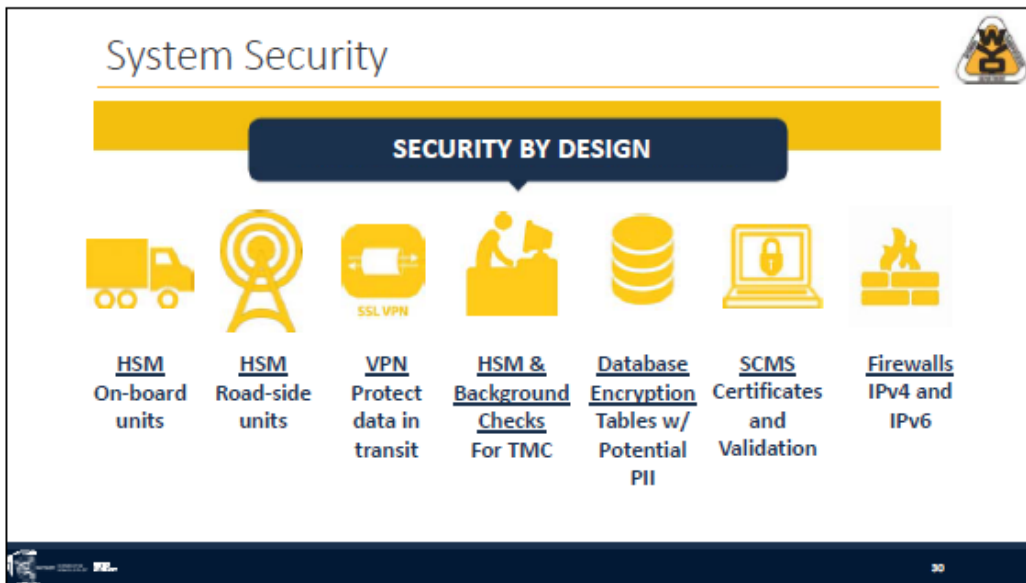 System Security
WYO
SECURITY BY DESIGN
SSL VPN
HSM
On-board
units
HSM
Road-side
units
VPN
Protect
data in
transit
HSM &
Background
Checks
For TMC
Database
Encryption
Tables w/
Potential
PII
SCMS
Certificates
and
Validation
Firewalls
IPv4 and
IPv6
30